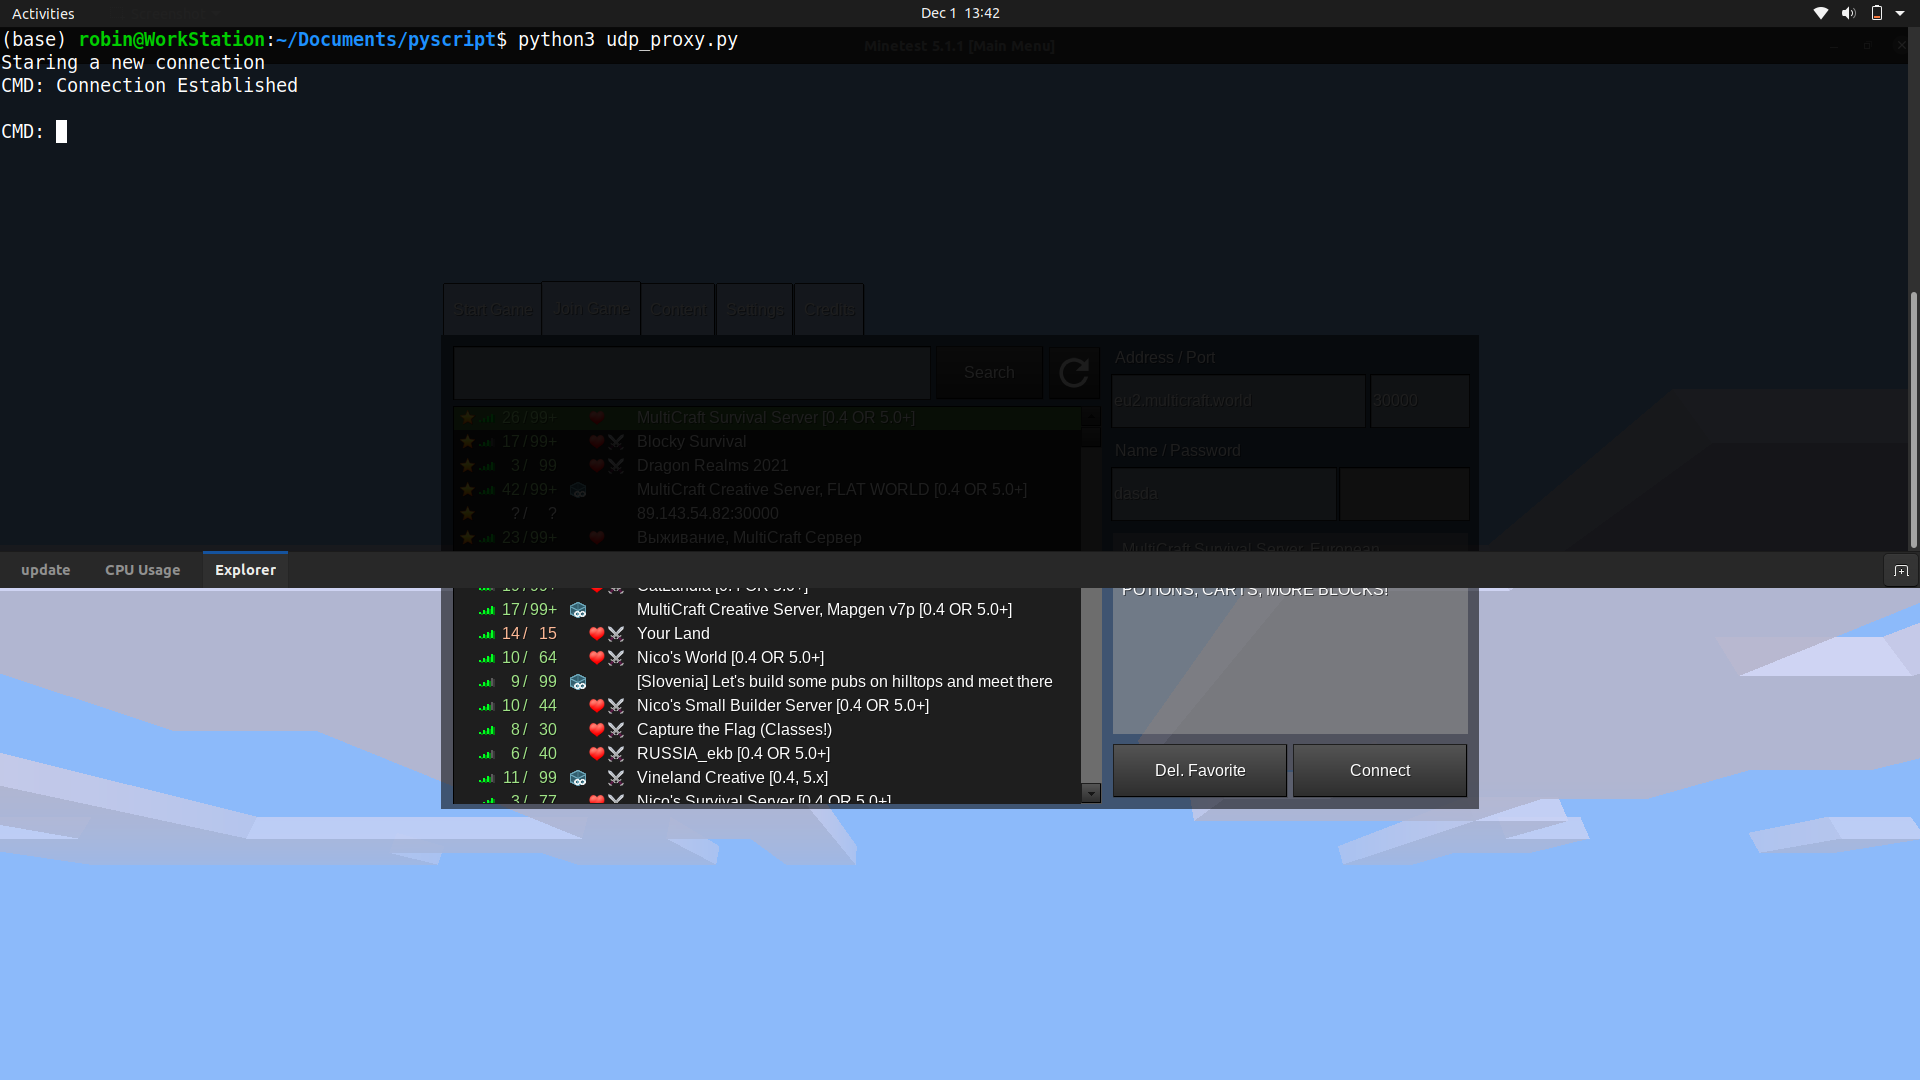 Activities
Dec 1  13:42
(base) robin@WorkStation:~/Documents/pyscript$ python3 udp_proxy.py
Minetest 5.1.1 [Main Menu]
Staring a new connection
CMD: Connection Established
CMD:
Start Game Join Game Content Settings Credits
Search
Address / Port
eu2.multicraft.world 30000
26 / 99+ MultiCraft Survival Server [0.4 OR 5.0+]
17 / 99+ Blocky Survival
Name / Password
3 / 99 Dragon Realms 2021
42 / 99+ MultiCraft Creative Server, FLAT WORLD [0.4 OR 5.0+]
dasda
? / ? 89.143.54.82:30000
23 / 99+ Выживание, MultiCraft Сервер
MultiCraft Survival Server, European
update CPU Usage Explorer
[0.4 OR 5.0+]
POTIONS, CARTS, MORE BLOCKS!
17 / 99+ MultiCraft Creative Server, Mapgen v7p [0.4 OR 5.0+]
14 / 15 Your Land
10 / 64 Nico's World [0.4 OR 5.0+]
9 / 99 [Slovenia] Let's build some pubs on hilltops and meet there
10 / 44 Nico's Small Builder Server [0.4 OR 5.0+]
8 / 30 Capture the Flag (Classes!)
6 / 40 RUSSIA_ekb [0.4 OR 5.0+]
11 / 99 Vineland Creative [0.4, 5.x]
3 / 77 Nico's Survival Server [0.4 OR 5.0+]
Del. Favorite Connect